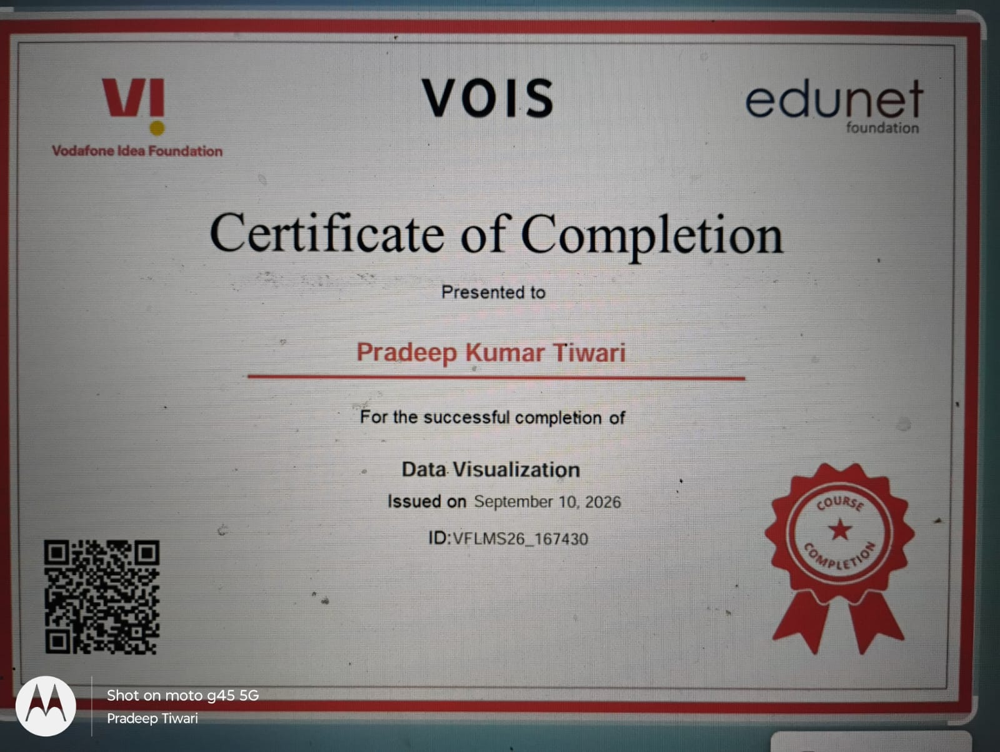 VI
Vodafone Idea Foundation
VOIS
edunet
foundation
Certificate of Completion
Presented to
Pradeep Kumar Tiwari
For the successful completion of
Data Visualization
Issued on September 10, 2026
ID:VFLMS26_167430
COURSE
COMPLETION
Shot on moto g45 5G
Pradeep Tiwari